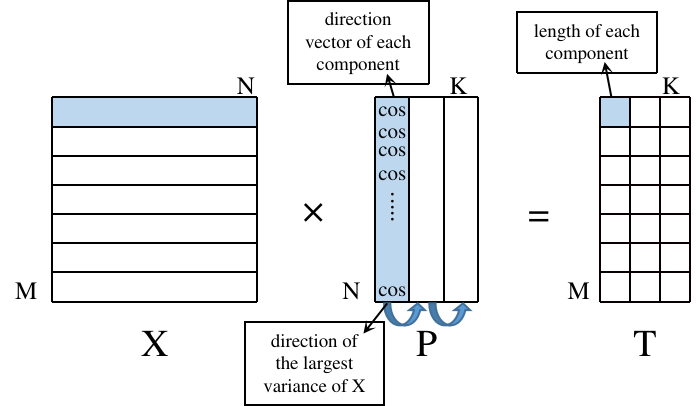 direction
vector of each
component
length of each
component
N
K
K
cos
cos
cos
cos
......
cos
×
=
M
N
M
X
P
T
direction of
the largest
variance of X